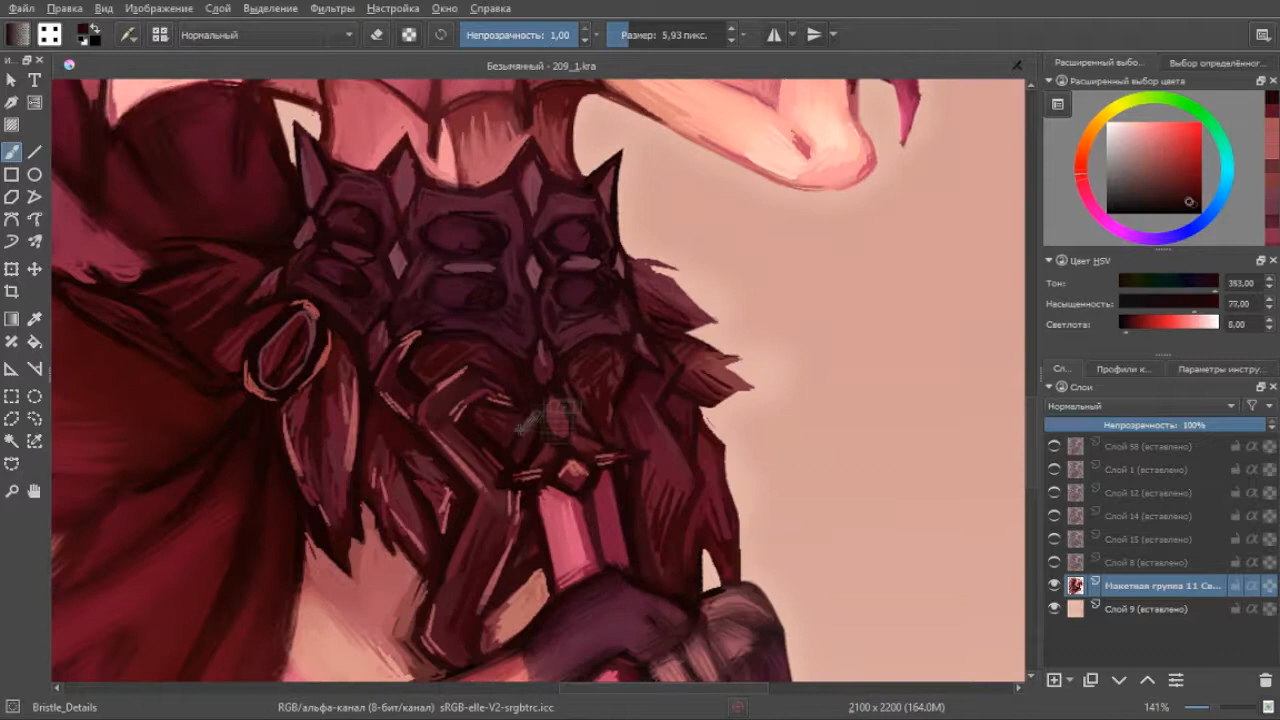 Файл Правка Вид Изображение Слой Выделение Фильтры Настройка Окно Справка
Нормальный Непрозрачность: 1,00 Размер: 5,93 пикс.
Безымянный - 209_1.kra
И...
Расширенный выбо... Выбор определённог...
Расширенный выбор цвета
Цвет HSV
Тон: 353,00
Насыщенность: 77,00
Светлота: 6,00
Сл... Профили к... Параметры инстру...
Слои
Нормальный
Непрозрачность: 100%
Слой 58 (вставлено)
Слой 1 (вставлено)
Слой 12 (вставлено)
Слой 14 (вставлено)
Слой 15 (вставлено)
Слой 8 (вставлено)
Макетная группа 11 Св...
Слой 9 (вставлено)
Bristle_Details RGB/альфа-канал (8-бит/канал) sRGB-elle-V2-srgbtrc.icc 2100 x 2200 (164,0М) 141%